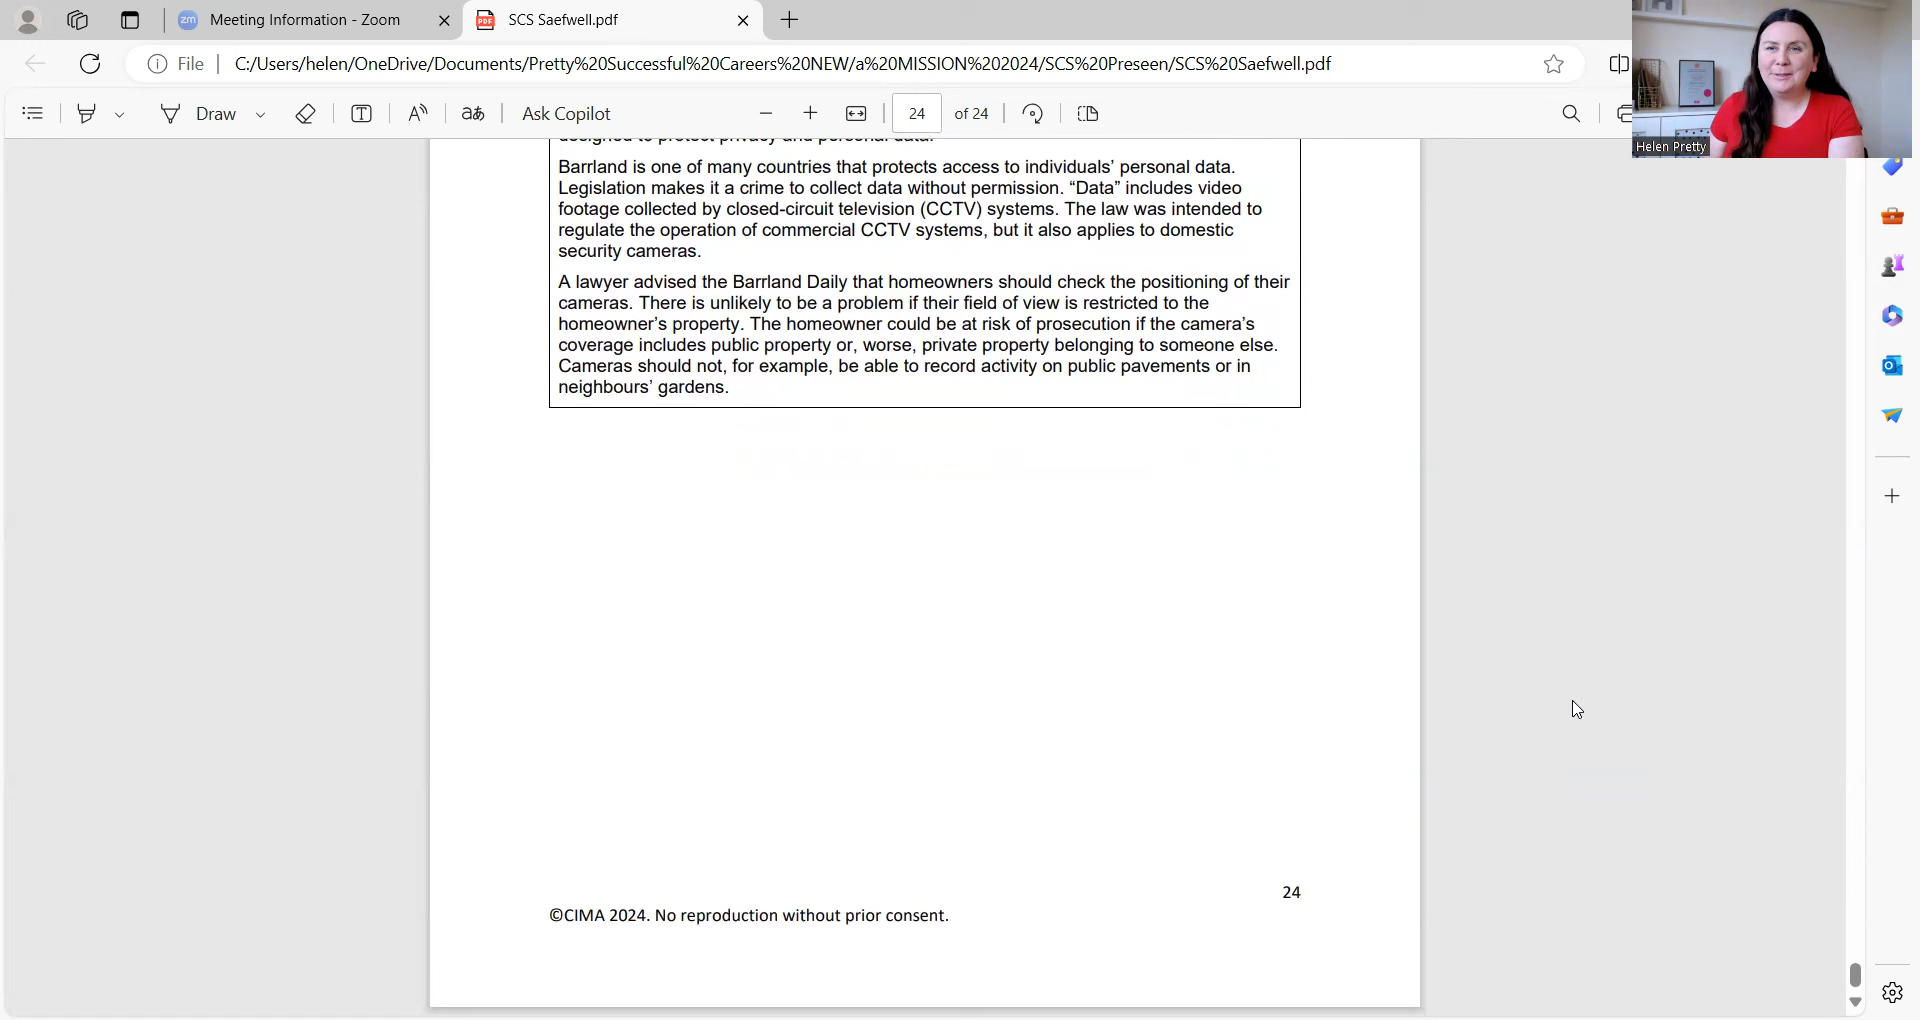 Meeting Information - Zoom
SCS Saefwell.pdf
File
C:/Users/helen/OneDrive/Documents/Pretty%20Successful%20Careers%20NEW/a%20MISSION%202024/SCS%20Preseen/SCS%20Saefwell.pdf
Draw
Ask Copilot
24 of 24
Helen Pretty
designed to protect privacy and personal data.
Barrland is one of many countries that protects access to individuals’ personal data.
Legislation makes it a crime to collect data without permission. “Data” includes video
footage collected by closed-circuit television (CCTV) systems. The law was intended to
regulate the operation of commercial CCTV systems, but it also applies to domestic
security cameras.
A lawyer advised the Barrland Daily that homeowners should check the positioning of their
cameras. There is unlikely to be a problem if their field of view is restricted to the
homeowner’s property. The homeowner could be at risk of prosecution if the camera’s
coverage includes public property or, worse, private property belonging to someone else.
Cameras should not, for example, be able to record activity on public pavements or in
neighbours’ gardens.
24
©CIMA 2024. No reproduction without prior consent.